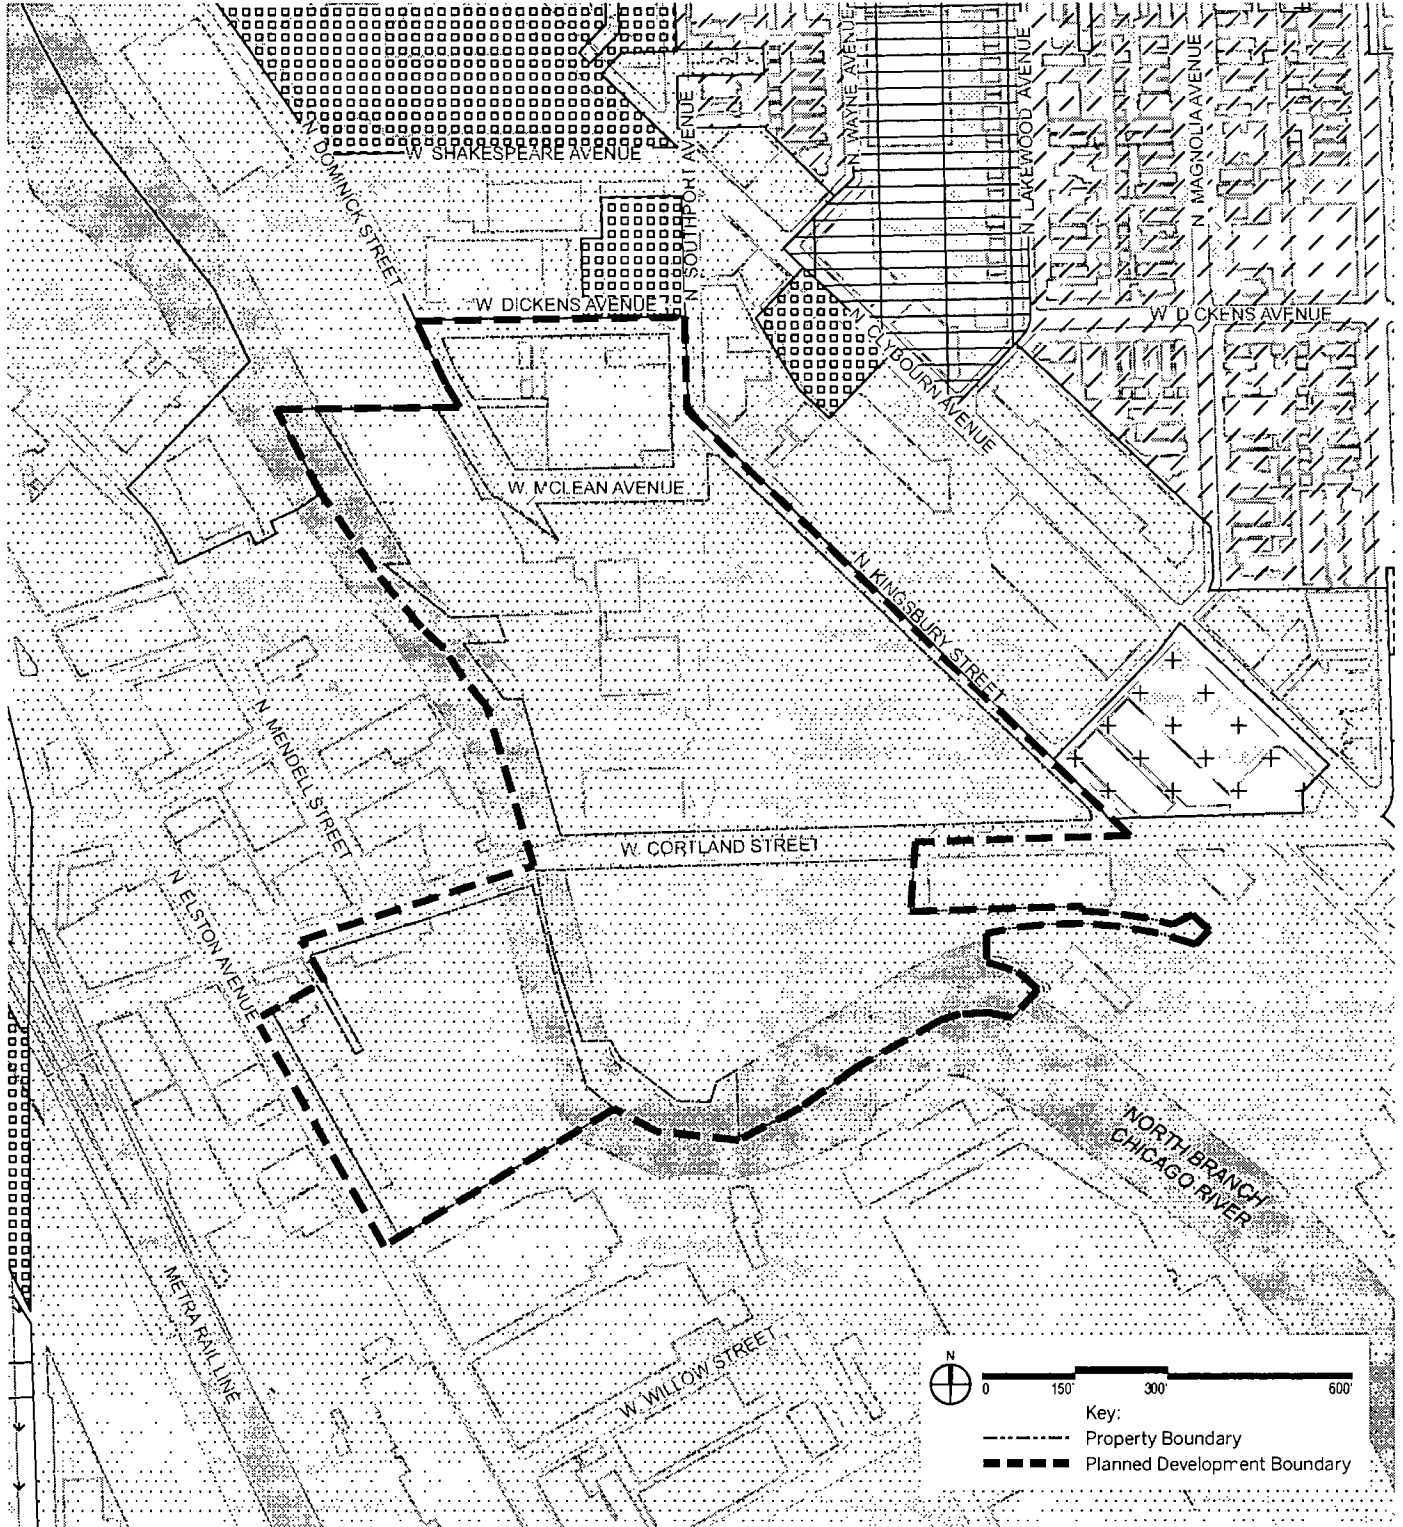 N WAYNE AVENUE
N LAKEWOOD AVENUE
N MAGNOLIA AVENUE
N SOUTHPORT AVENUE
N DOMINICK STREET
W SHAKESPEARE AVENUE
W DICKENS AVENUE
W DICKENS AVENUE
N CLYBOURN AVENUE
W MCLEAN AVENUE
N KINGSBURY STREET
N MENDELL STREET
W. CORTLAND STREET
N ELSTON AVENUE
NORTH BRANCH
CHICAGO RIVER
METRA RAIL LINE
W. WILLOW STREET
N
0 150' 300' 600'
Key:
Property Boundary
Planned Development Boundary